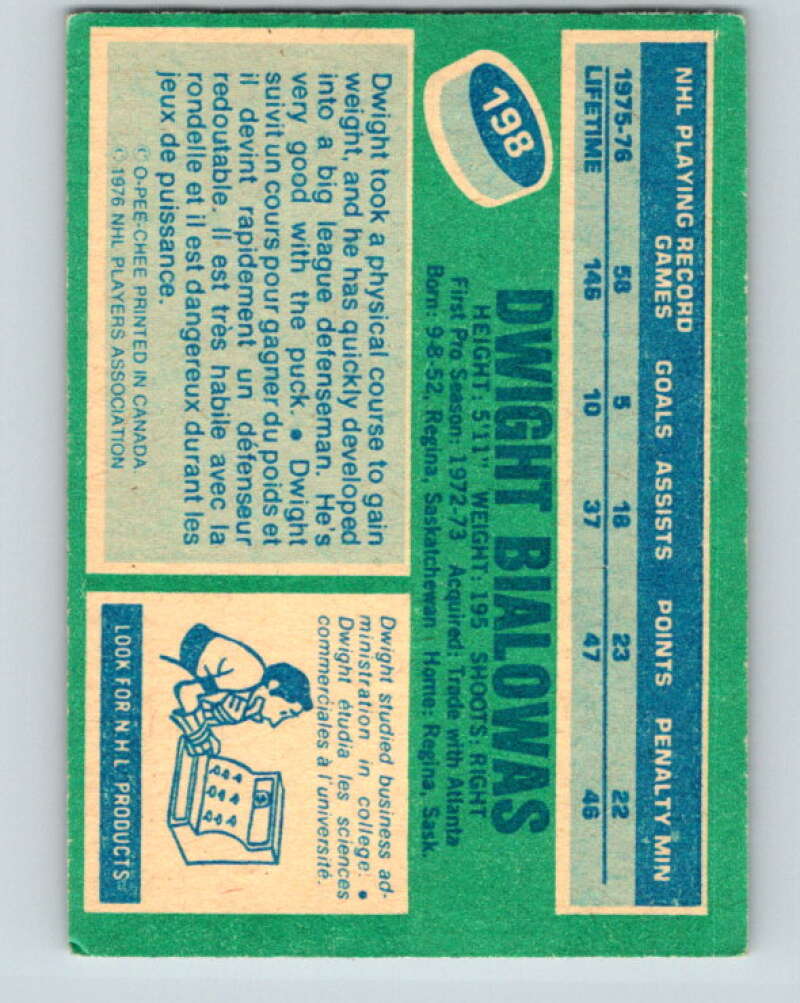 NHL PLAYING RECORD
GAMES GOALS ASSISTS POINTS PENALTY MIN
1975-76 58 5 18 23 22
LIFETIME 146 10 37 47 46
198
DWIGHT BIALOWAS
HEIGHT: 5'11" WEIGHT: 195 SHOOTS: RIGHT
First Pro Season: 1972-73 Acquired: Trade with Atlanta
Born: 9-8-52, Regina, Saskatchewan Home: Regina, Sask.
Dwight took a physical course to gain
weight, and he has quickly developed
into a big league defenseman. He's
very good with the puck. • Dwight
suivit un cours pour gagner du poids et
il devint rapidement un défenseur
redoutable. Il est très habile avec la
rondelle et il est dangereux durant les
jeux de puissance.
© O-PEE-CHEE PRINTED IN CANADA
© 1976 NHL PLAYERS ASSOCIATION
Dwight studied business ad-
ministration in college. •
Dwight étudia les sciences
commerciales à l'université.
LOOK FOR NHL PRODUCTS